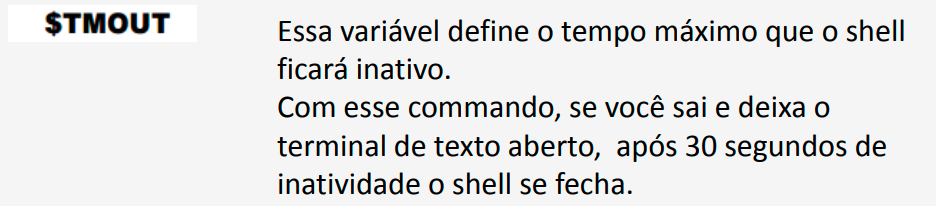 $TMOUT
Essa variável define o tempo máximo que o shell
ficará inativo.
Com esse commando, se você sai e deixa o
terminal de texto aberto,  após 30 segundos de
inatividade o shell se fecha.